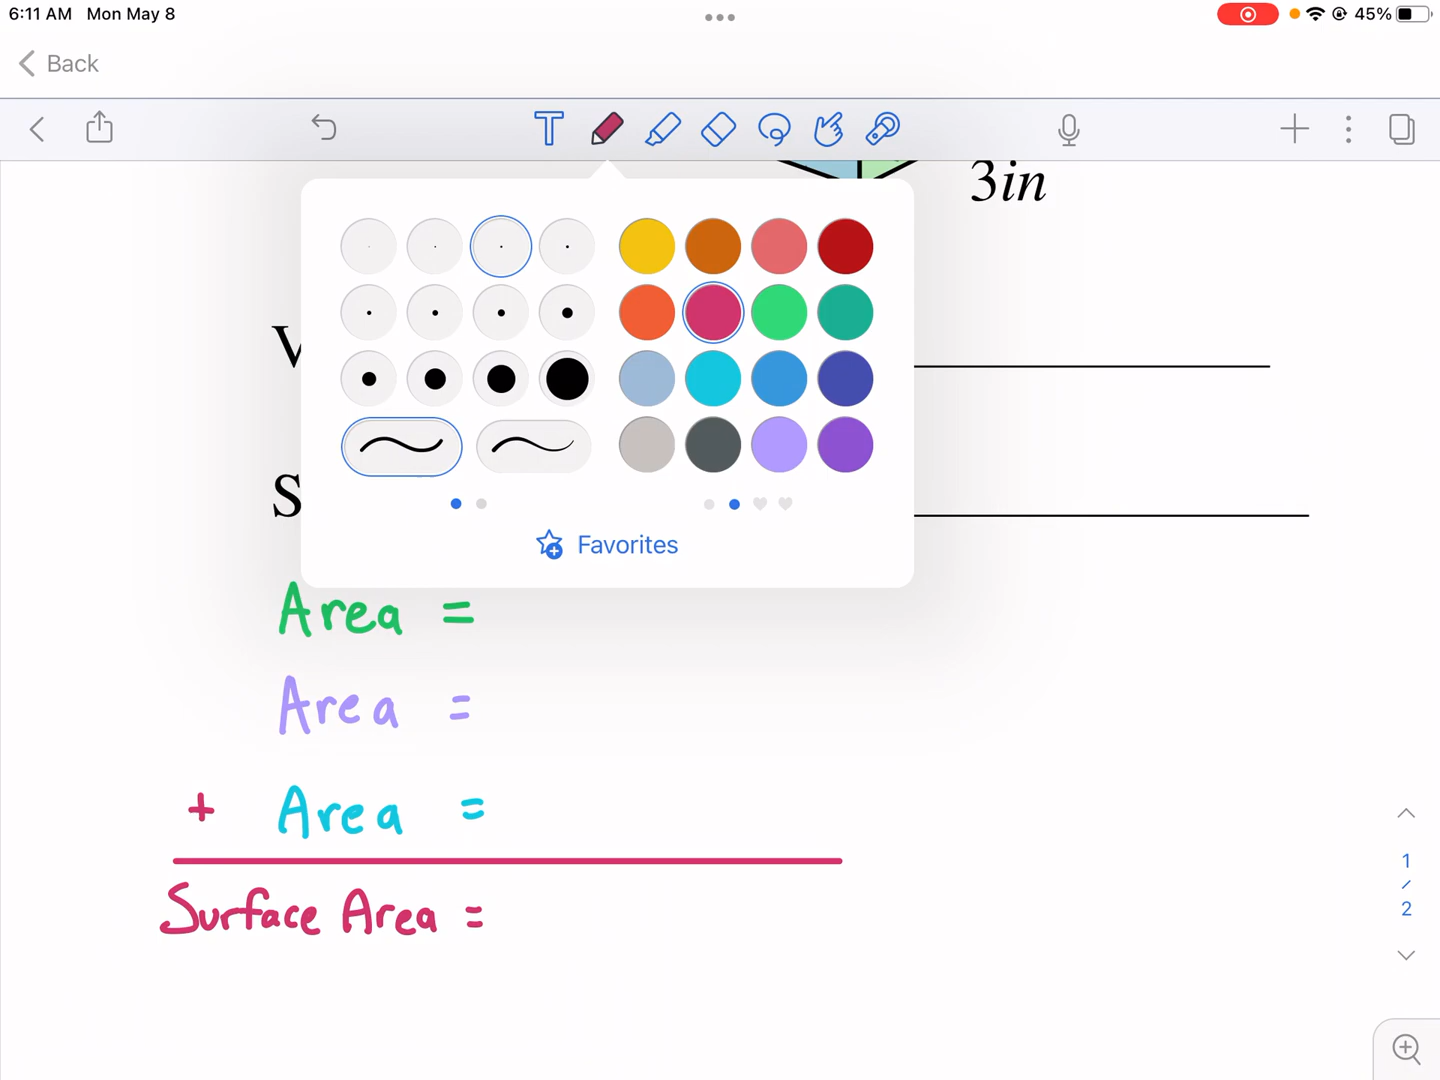 6:11 AM Mon May 8
45%
Back
T
3in
V
S
Favorites
Area =
Area =
+ Area =
Surface Area =
1
/
2